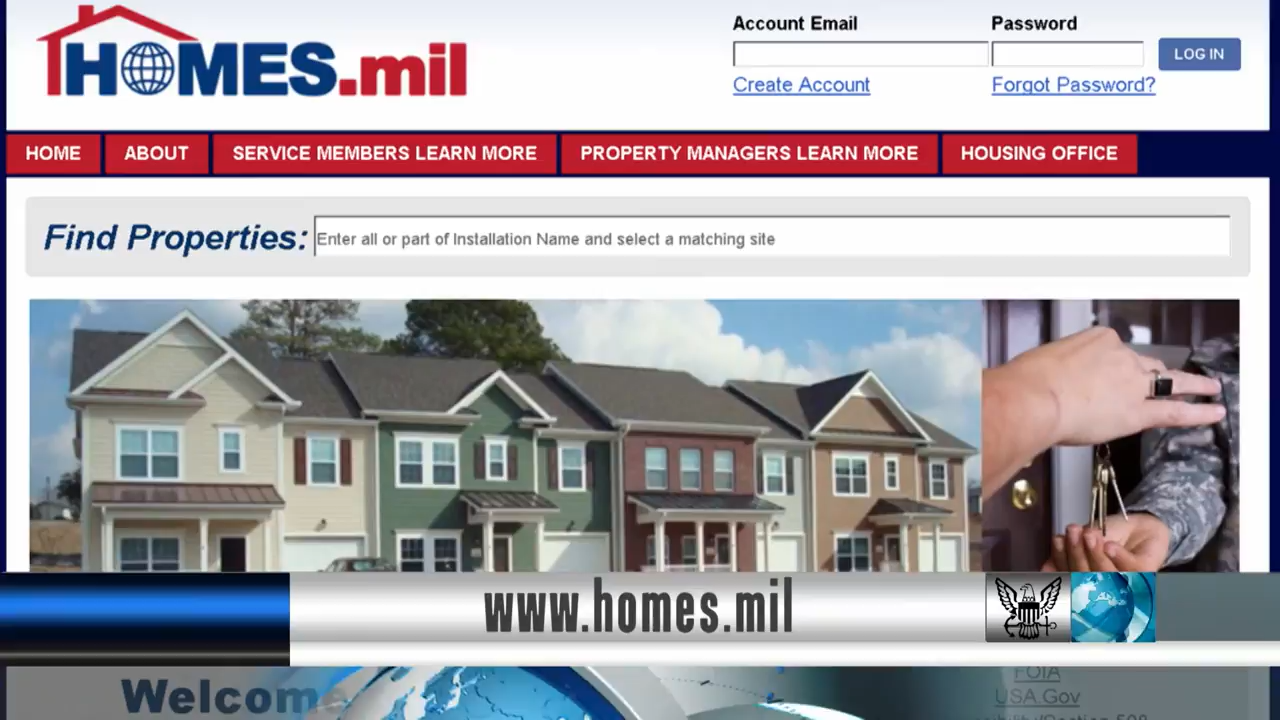 HOMES.mil
Account Email
Password
LOG IN
Create Account
Forgot Password?
HOME
ABOUT
SERVICE MEMBERS LEARN MORE
PROPERTY MANAGERS LEARN MORE
HOUSING OFFICE
Find Properties:
Enter all or part of Installation Name and select a matching site
www.homes.mil
Welcome
FOIA
USA.Gov